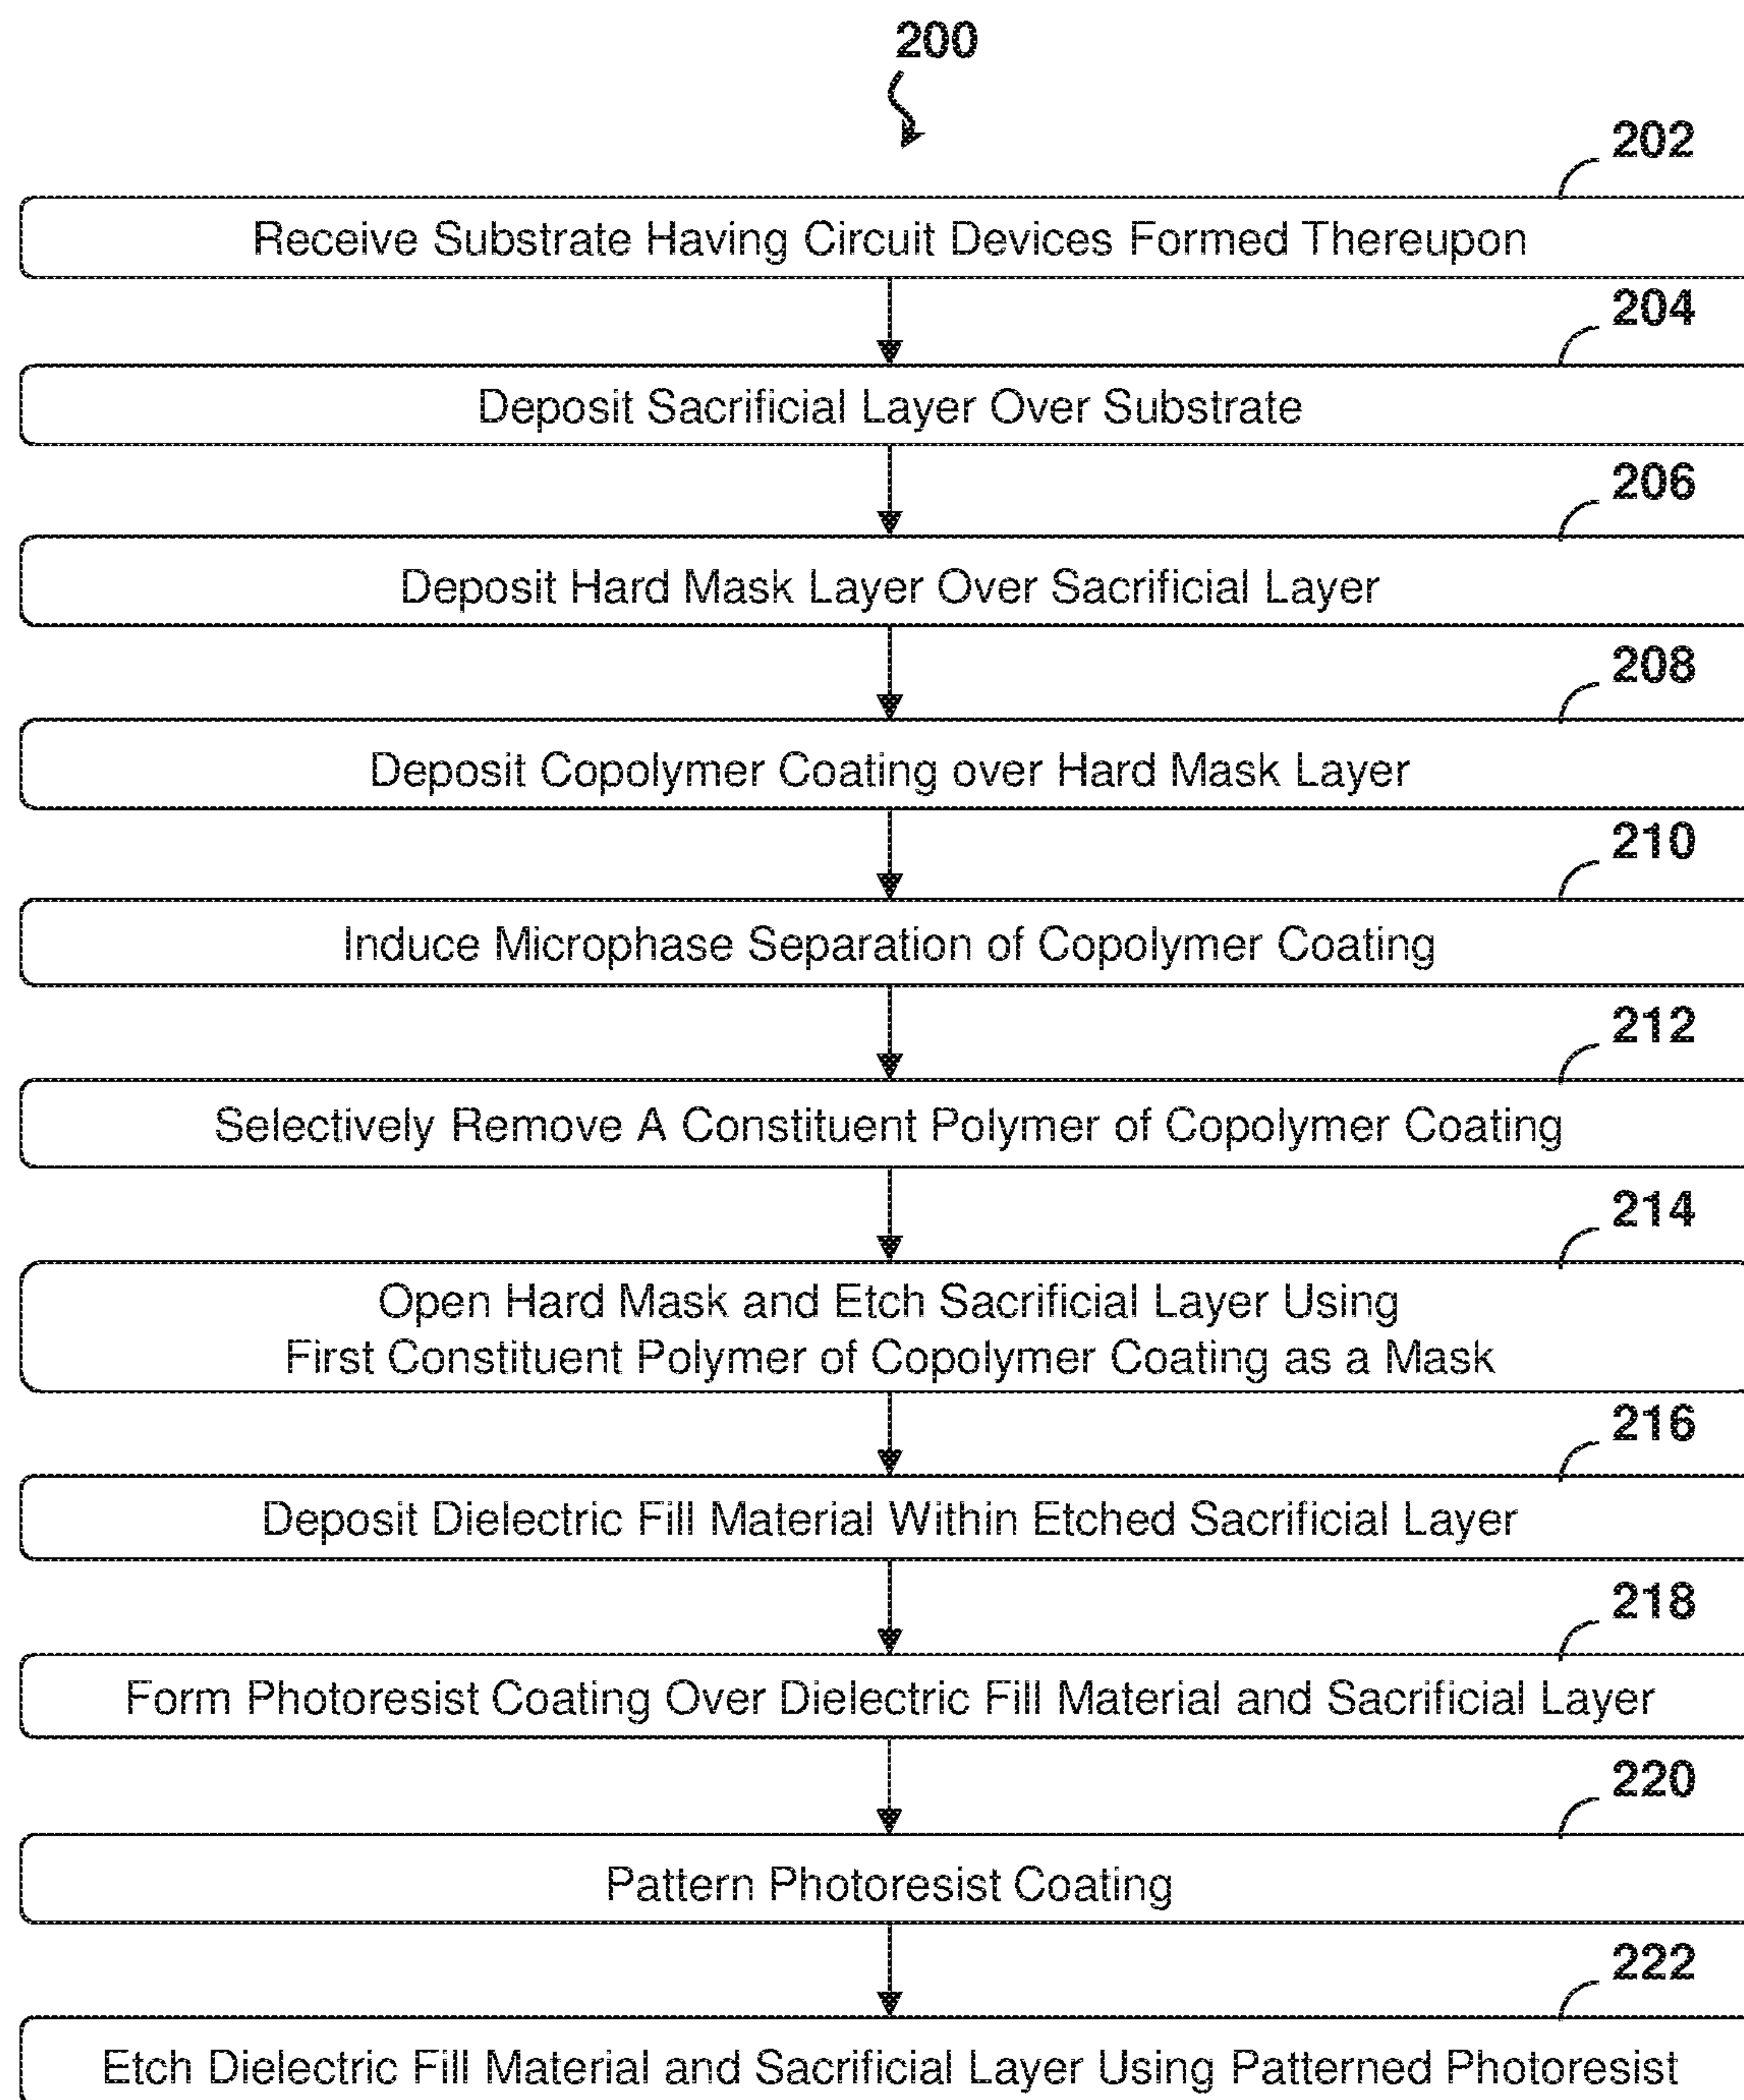 200
202
Receive Substrate Having Circuit Devices Formed Thereupon
204
Deposit Sacrificial Layer Over Substrate
206
Deposit Hard Mask Layer Over Sacrificial Layer
208
Deposit Copolymer Coating over Hard Mask Layer
210
Induce Microphase Separation of Copolymer Coating
212
Selectively Remove A Constituent Polymer of Copolymer Coating
214
Open Hard Mask and Etch Sacrificial Layer Using
First Constituent Polymer of Copolymer Coating as a Mask
216
Deposit Dielectric Fill Material Within Etched Sacrificial Layer
218
Form Photoresist Coating Over Dielectric Fill Material and Sacrificial Layer
220
Pattern Photoresist Coating
222
Etch Dielectric Fill Material and Sacrificial Layer Using Patterned Photoresist